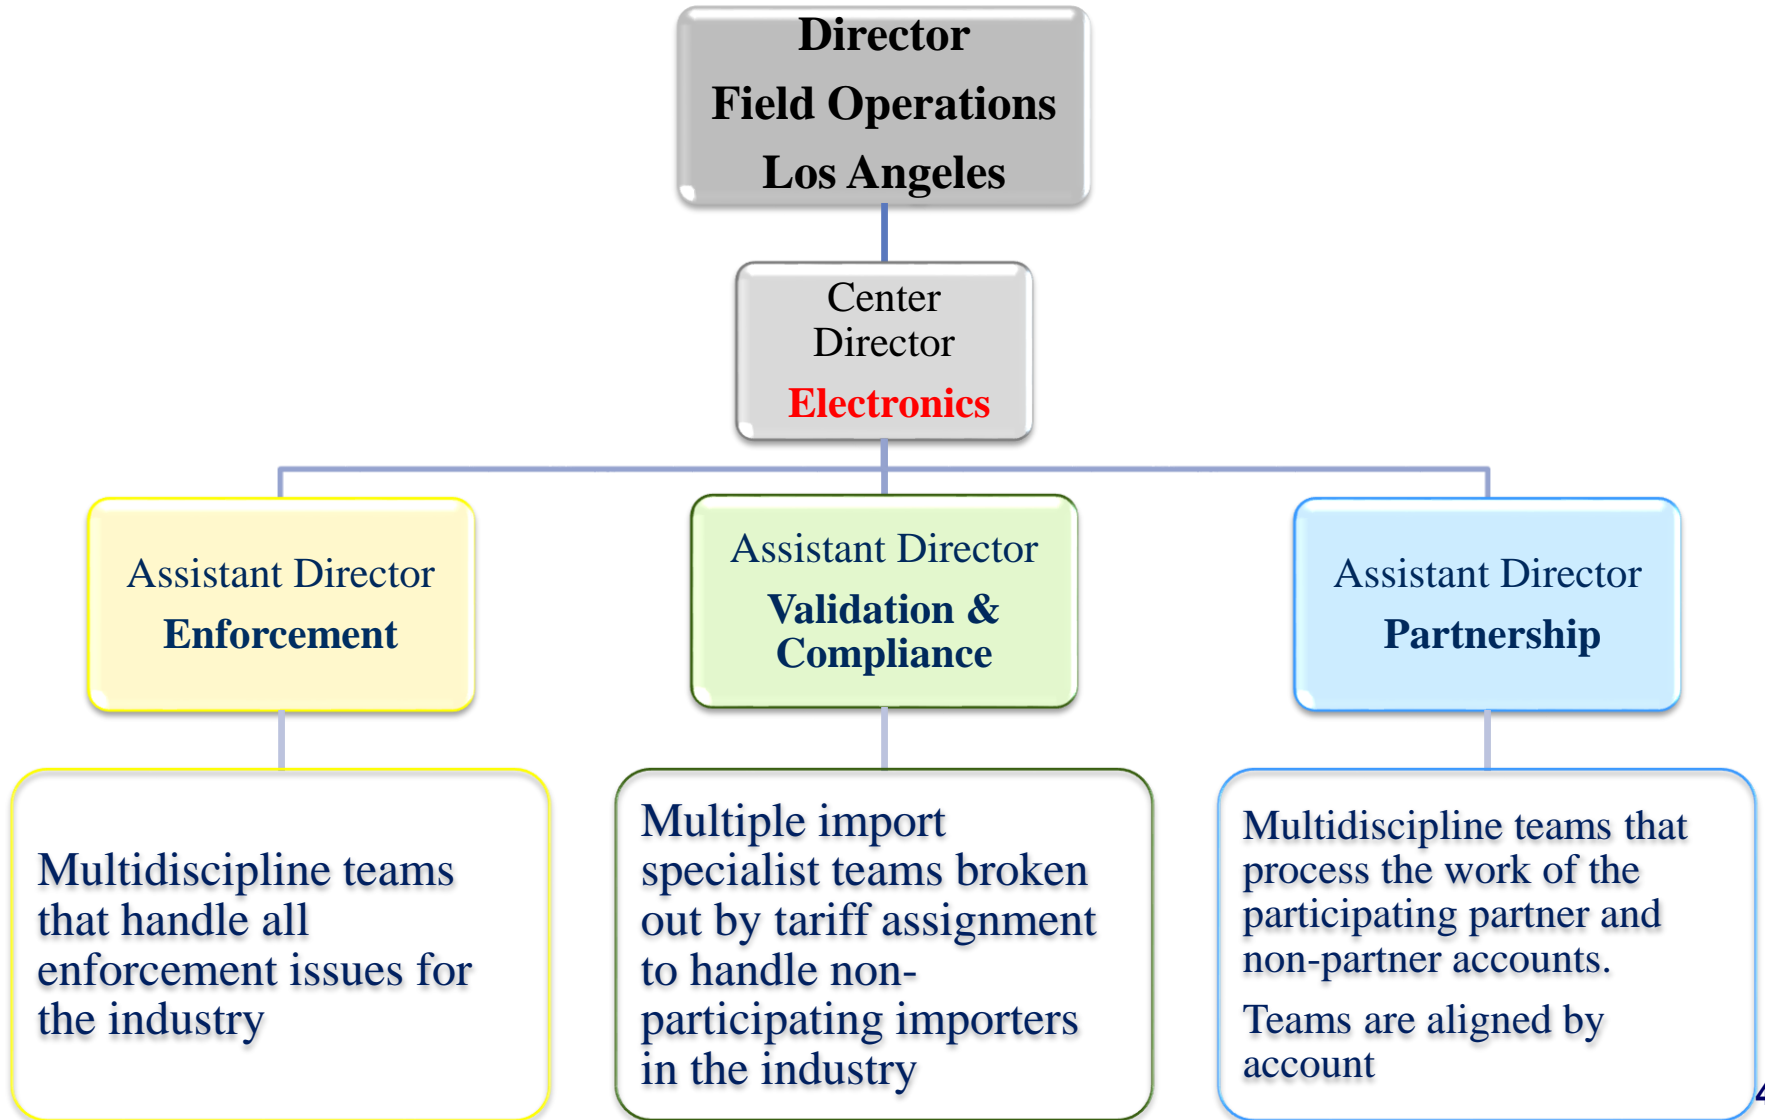 Director
Field Operations
Los Angeles
Center
Director
Electronics
Assistant Director
Enforcement
Assistant Director
Validation &
Compliance
Assistant Director
Partnership
Multidiscipline teams
that handle all
enforcement issues for
the industry
Multiple import
specialist teams broken
out by tariff assignment
to handle non-
participating importers
in the industry
Multidiscipline teams that
process the work of the
participating partner and
non-partner accounts.
Teams are aligned by
account
4